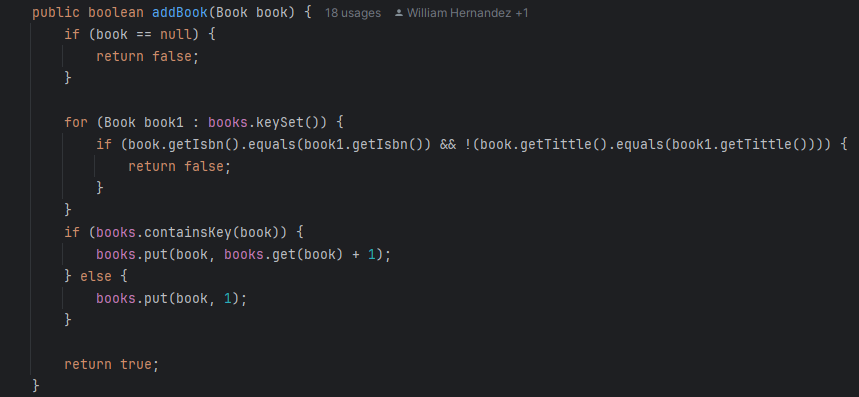 public boolean addBook(Book book) { 18 usages William Hernandez +1
if (book == null) {
return false;
}
for (Book book1 : books.keySet()) {
if (book.getIsbn().equals(book1.getIsbn()) && !(book.getTittle().equals(book1.getTittle()))) {
return false;
}
}
if (books.containsKey(book)) {
books.put(book, books.get(book) + 1);
} else {
books.put(book, 1);
}
return true;
}